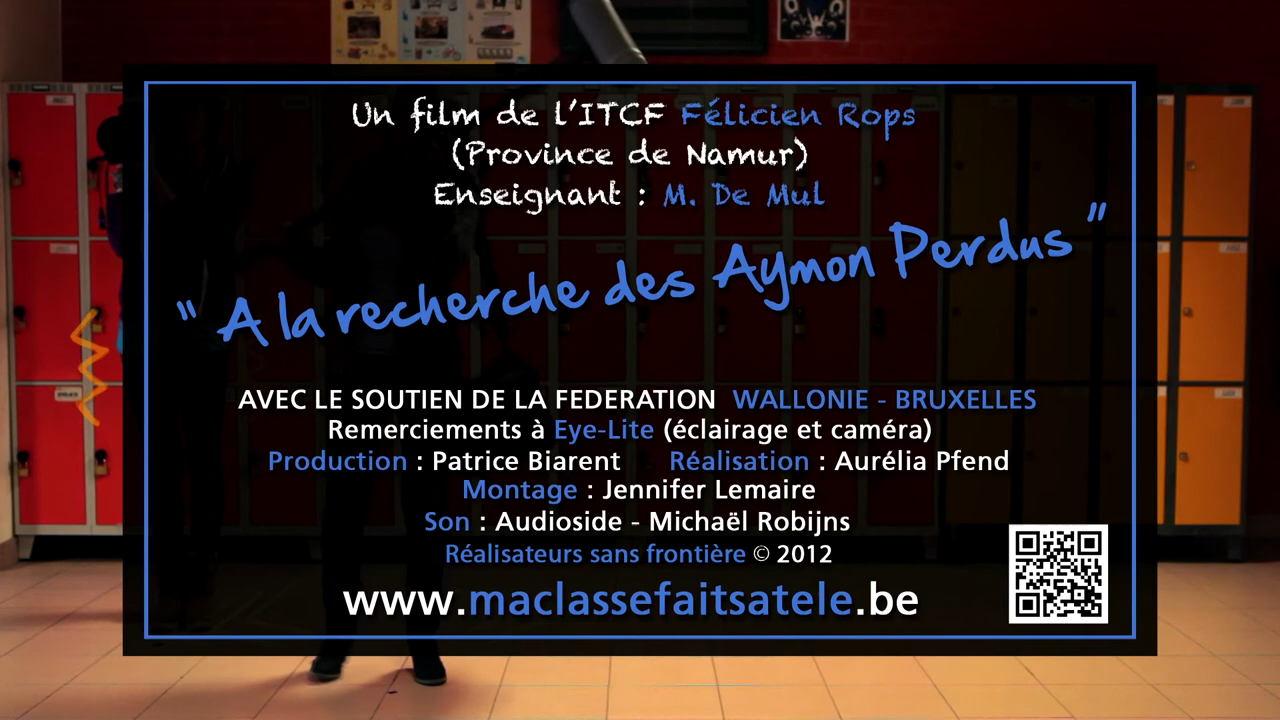 Un film de l'ITCF Félicien Rops
(Province de Namur)
Enseignant : M. De Mul
" A la recherche des Aymon Perdus "
AVEC LE SOUTIEN DE LA FEDERATION WALLONIE - BRUXELLES
Remerciements à Eye-Lite (éclairage et caméra)
Production : Patrice Biarent Réalisation : Aurélia Pfend
Montage : Jennifer Lemaire
Son : Audioside - Michaël Robijns
Réalisateurs sans frontière © 2012
www.maclassefaitsatele.be